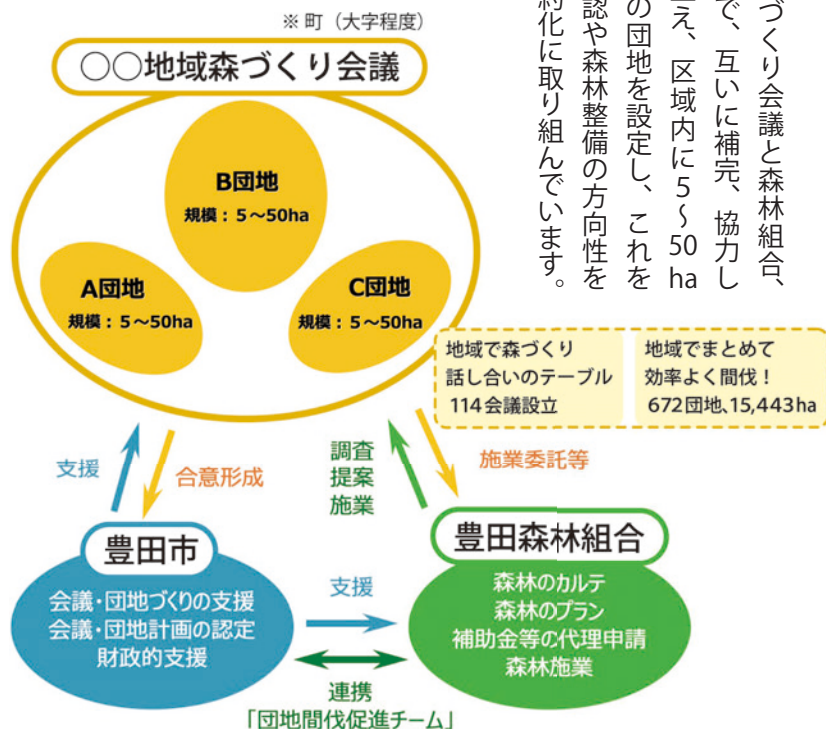 づくり会議と森林組合、
で、互いに補完、協力し
え、区域内に5〜50ha
の団地を設定し、これを
認や森林整備の方向性を
約化に取り組んでいます。
※ 町（大字程度）
○○地域森づくり会議
B団地
規模：5～50ha
A団地
規模：5～50ha
C団地
規模：5～50ha
地域で森づくり
話し合いのテーブル
114会議設立
地域でまとめて
効率よく間伐！
672団地、15,443ha
支援
合意形成
調査
提案
施業
施業委託等
豊田市
会議・団地づくりの支援
会議・団地計画の認定
財政的支援
支援
連携
「団地間伐促進チーム」
豊田森林組合
森林のカルテ
森林のプラン
補助金等の代理申請
森林施業